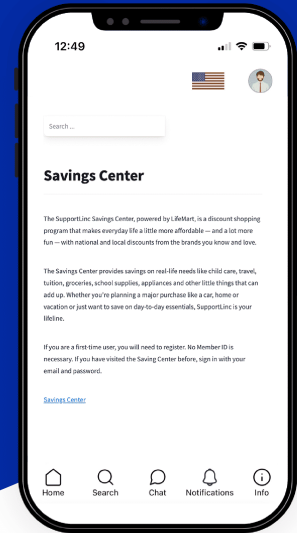 12:49
Search ...
Savings Center
The SupportLinc Savings Center, powered by LifeMart, is a discount shopping
program that makes everyday life a little more affordable — and a lot more
fun — with national and local discounts from the brands you know and love.
The Savings Center provides savings on real-life needs like child care, travel,
tuition, groceries, school supplies, appliances and other little things that can
add up. Whether you're planning a major purchase like a car, home or
vacation or just want to save on day-to-day essentials, SupportLinc is your
lifeline.
If you are a first-time user, you will need to register. No Member ID is
necessary. If you have visited the Saving Center before, sign in with your
email and password.
Savings Center
Home Search Chat Notifications Info